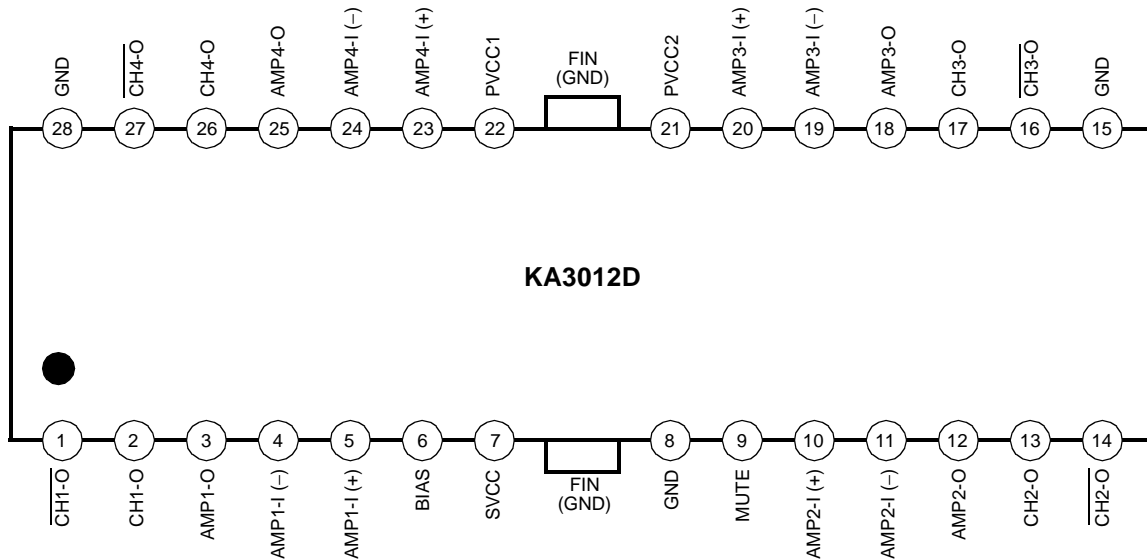 GND
CH4-O
CH4-O
AMP4-O
AMP4-I (–)
AMP4-I (+)
PVCC1
FIN
(GND)
PVCC2
AMP3-I (+)
AMP3-I (–)
AMP3-O
CH3-O
CH3-O
GND
28
27
26
25
24
23
22
21
20
19
18
17
16
15
KA3012D
1
2
3
4
5
6
7
8
9
10
11
12
13
14
CH1-O
CH1-O
AMP1-O
AMP1-I (–)
AMP1-I (+)
BIAS
SVCC
FIN
(GND)
GND
MUTE
AMP2-I (+)
AMP2-I (–)
AMP2-O
CH2-O
CH2-O